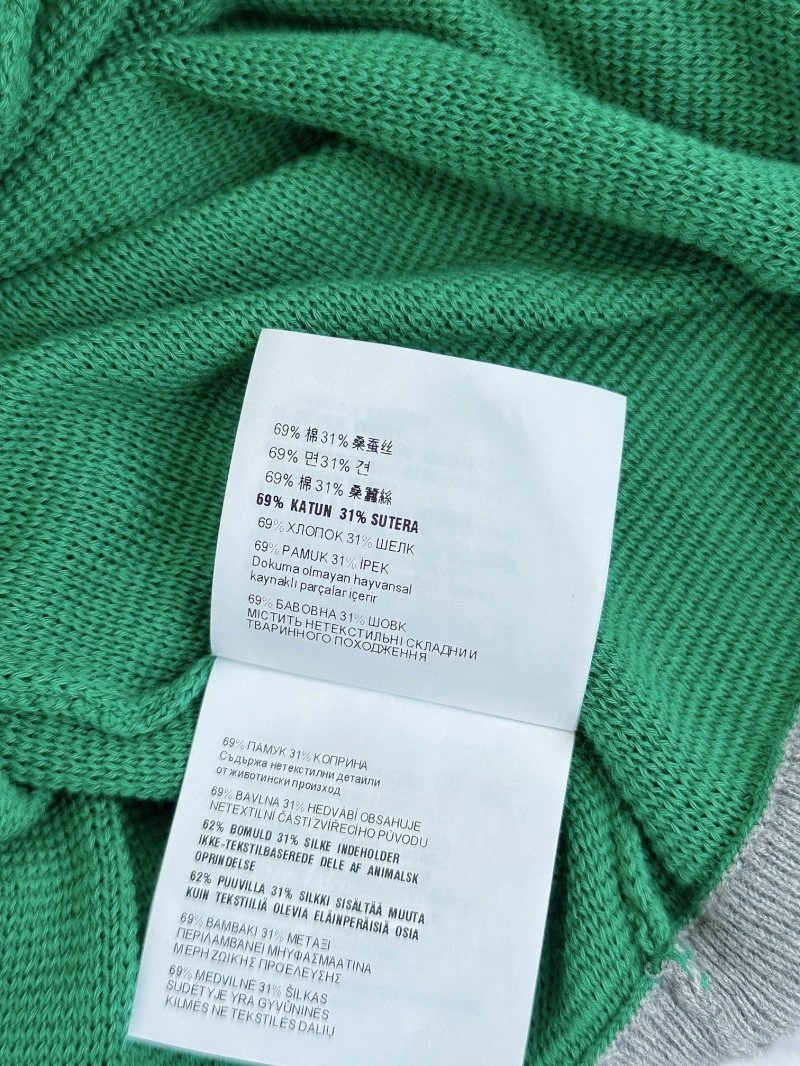 69% 棉31% 桑蚕丝
69% 면31% 견
69% 棉31% 桑蠶絲
69% KATUN 31% SUTERA
69% ХЛОПОК 31% ШЕЛК
69% PAMUK 31% İPEK
Dokuma olmayan hayvansal
kaynaklı parçalar içerir
69% БАВОВНА 31% ШОВК
МІСТИТЬ НЕТЕКСТИЛЬНІ СКЛАДНИИ
ТВАРИННОГО ПОХОДЖЕННЯ
69% ПАМУК 31% КОПРИНА
Съдържа нетекстилни детайли
от животински произход
69% BAVLNA 31% HEDVÁBÍ OBSAHUJE
NETEXTILNÍ ČÁSTI ZVÍŘECÍHO PŮVODU
62% BOMULD 31% SILKE INDEHOLDER
IKKE-TEKSTILBASEREDE DELE AF ANIMALSK
OPRINDELSE
62% PUUVILLA 31% SILKKI SISÄLTÄÄ MUUTA
KUIN TEKSTIILIÄ OLEVIA ELÄINPERÄISIÄ OSIA
69% ΒΑΜΒΑΚΙ 31% ΜΕΤΑΞΙ
ΠΕΡΙΛΑΜΒΑΝΕΙ ΜΗΥΦΑΣΜΑΑΤΙΝΑ
ΜΈΡΗ ΖΩΙΚΗΣ ΠΡΟΕΛΕΥΣΗΣ
69% MEDVILNĖ 31% ŠILKAS
SUDĖTYJE YRA GYVŪNINĖS
KILMĖS NE TEKSTILĖS DALIŲ